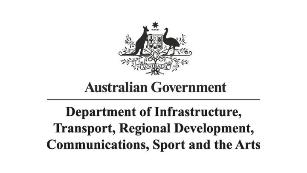 Australian Government
Department of Infrastructure,
Transport, Regional Development,
Communications, Sport and the Arts